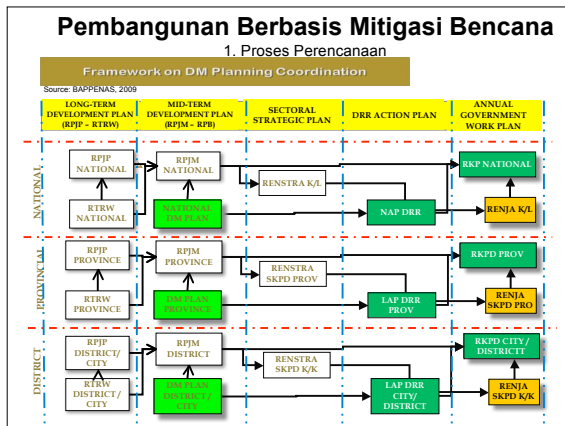 Pembangunan Berbasis Mitigasi Bencana
1. Proses Perencanaan
Framework on DM Planning Coordination
Source: BAPPENAS, 2009
LONG-TERM
DEVELOPMENT PLAN
(RPJP – RTRW)
MID-TERM
DEVELOPMENT PLAN
(RPJM – RPB)
SECTORAL
STRATEGIC PLAN
DRR ACTION PLAN
ANNUAL
GOVERNMENT
WORK PLAN
NATIONAL
RPJP
NATIONAL
RPJM
NATIONAL
RENSTRA K/L
RKP NATIONAL
RTRW
NATIONAL
NATIONAL
DM PLAN
NAP DRR
RENJA K/L
PROVINCIAL
RPJP
PROVINCE
RPJM
PROVINCE
RENSTRA
SKPD PROV
RKPD PROV
RTRW
PROVINCE
DM PLAN
PROVINCE
LAP DRR
PROV
RENJA
SKPD PRO
DISTRICT
RPJP
DISTRICT/
CITY
RPJM
DISTRICT
RENSTRA
SKPD K/K
RKPD CITY /
DISTRICTT
RTRW
DISTRICT /
CITY
DM PLAN
DISTRICT /
CITY
LAP DRR
CITY/
DISTRICT
RENJA
SKPD K/K